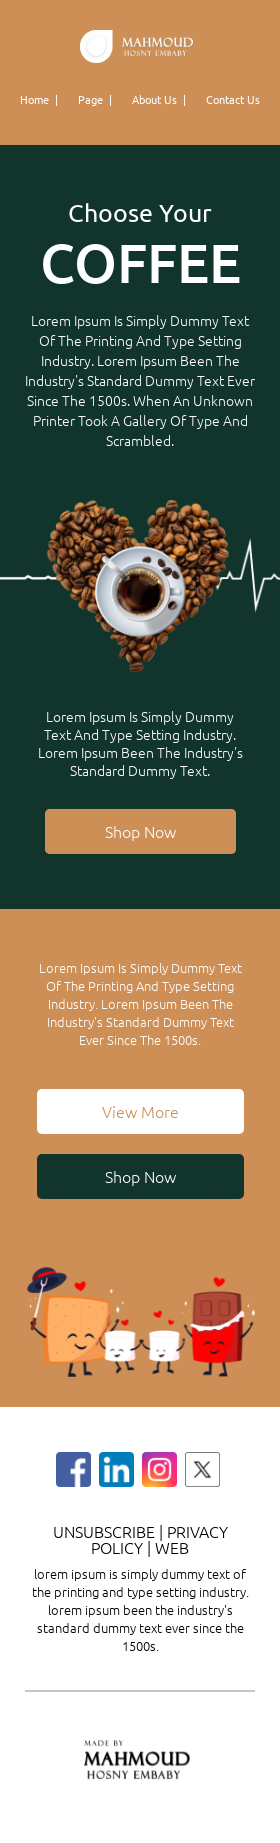 MAHMOUD
HOSNY EMBABY
Home | Page | About Us | Contact Us
Choose Your
COFFEE
Lorem Ipsum Is Simply Dummy Text
Of The Printing And Type Setting
Industry. Lorem Ipsum Been The
Industry's Standard Dummy Text Ever
Since The 1500s. When An Unknown
Printer Took A Gallery Of Type And
Scrambled.
Lorem Ipsum Is Simply Dummy
Text And Type Setting Industry.
Lorem Ipsum Been The Industry's
Standard Dummy Text.
Shop Now
Lorem Ipsum Is Simply Dummy Text
Of The Printing And Type Setting
Industry. Lorem Ipsum Been The
Industry's Standard Dummy Text
Ever Since The 1500s.
View More
Shop Now
UNSUBSCRIBE | PRIVACY
POLICY | WEB
lorem ipsum is simply dummy text of
the printing and type setting industry.
lorem ipsum been the industry's
standard dummy text ever since the
1500s.
MADE BY
MAHMOUD
HOSNY EMBABY